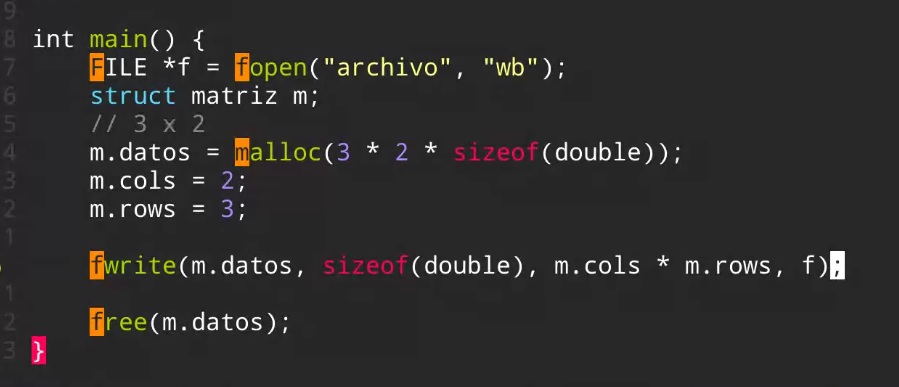 9
8 int main() {
7 FILE *f = fopen("archivo", "wb");
6 struct matriz m;
5 // 3 x 2
4 m.datos = malloc(3 * 2 * sizeof(double));
3 m.cols = 2;
2 m.rows = 3;
1
fwrite(m.datos, sizeof(double), m.cols * m.rows, f);
1
2 free(m.datos);
3 }